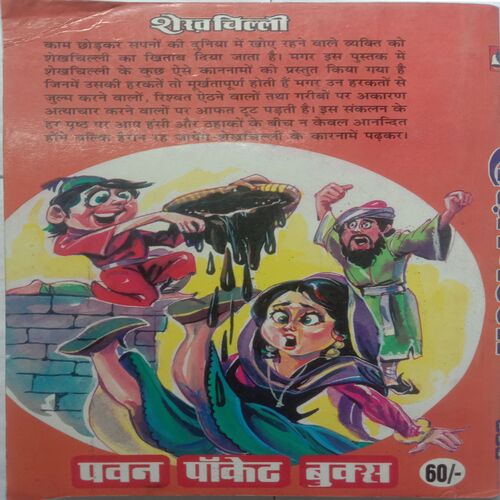 शेखचिल्ली
काम छोड़कर सपनों की दुनिया में खोए रहने वाले व्यक्ति को
शेखचिल्ली का खिताब दिया जाता है। मगर इस पुस्तक में
शेखचिल्ली के कुछ ऐसे कारनामों को प्रस्तुत किया गया है
जिनमें उसकी हरकतें तो मूर्खतापूर्ण होती हैं मगर उन हरकतों से
जुल्म करने वालों, रिश्वत ऐंठने वालों तथा गरीबों पर अकारण
अत्याचार करने वालों पर आफत टूट पड़ती है। इस संकलन के
हर पृष्ठ पर आप हंसी और ठहाकों के बीच न केवल आनन्दित
होंगे बल्कि हैरान रह जायेंगे शेखचिल्ली के कारनामे पढ़कर।
पवन पॉकेट बुक्स
60/-